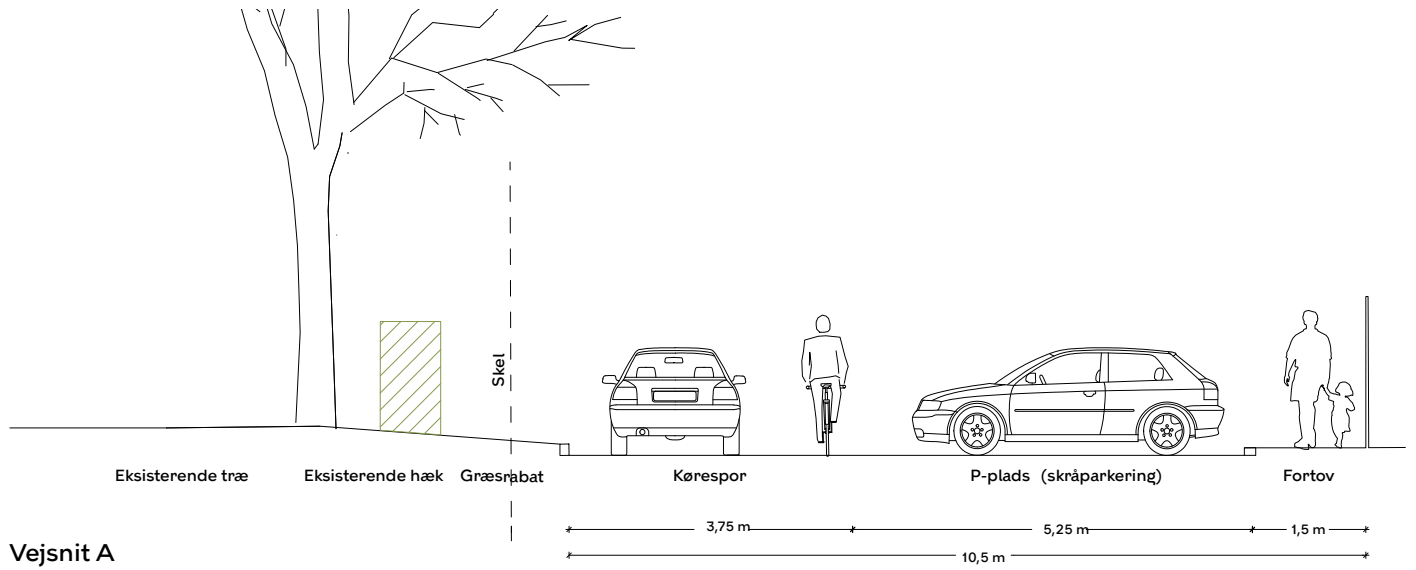 Skel
Eksisterende træ
Eksisterende hæk
Græsrabat
Kørespor
P-plads (skråparkering)
Fortov
3,75 m
5,25 m
1,5 m
10,5 m
Vejsnit A